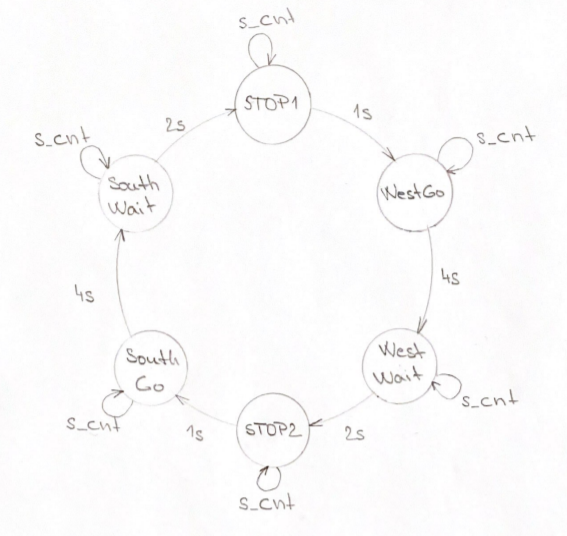 s_cnt
STOP1
2s
1s
s_cnt
s_cnt
South
Wait
WestGo
4s
4s
South
Go
West
Wait
s_cnt
s_cnt
1s
STOP2
2s
s_cnt